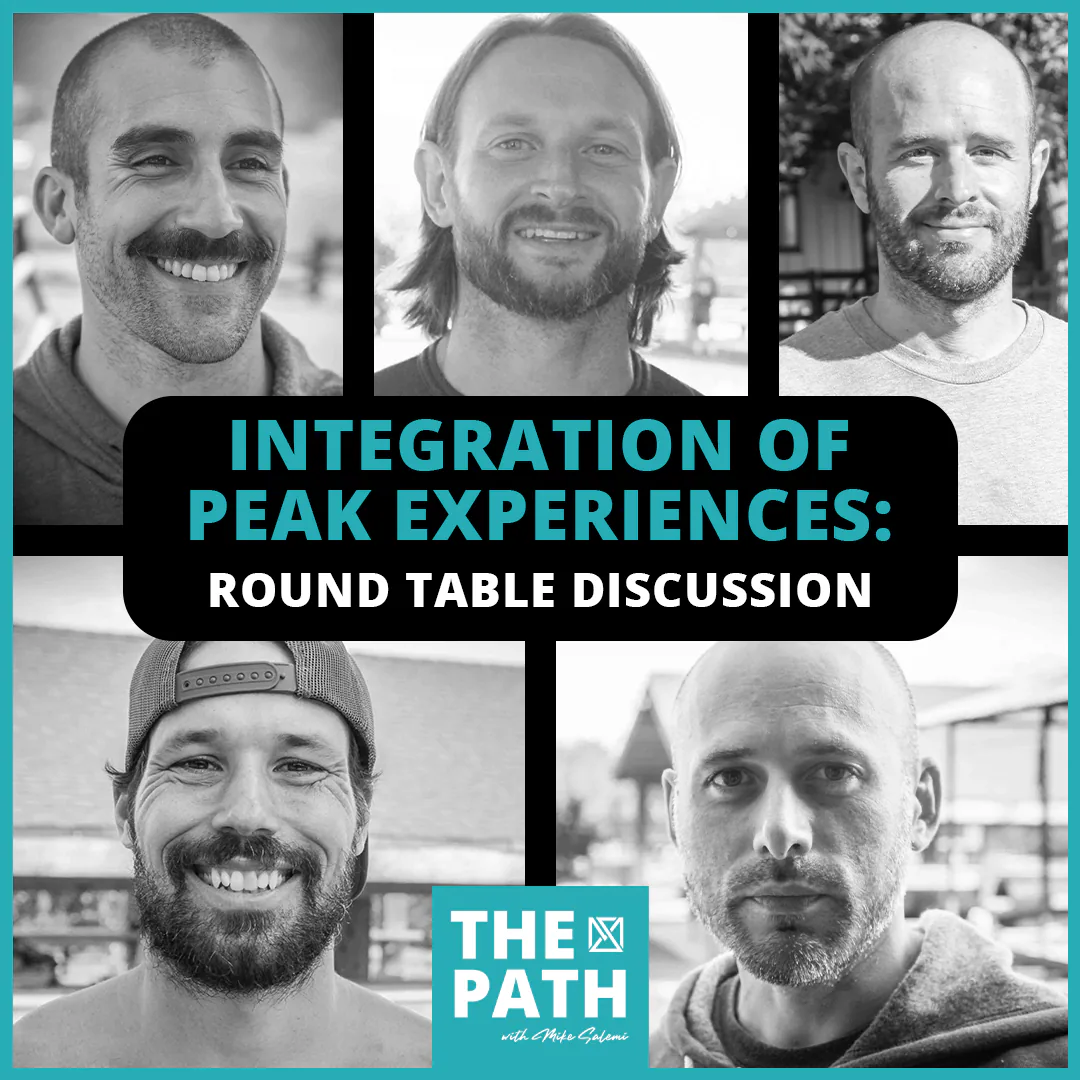 INTEGRATION OF
PEAK EXPERIENCES:
ROUND TABLE DISCUSSION
THE
PATH
with Mike Salemi